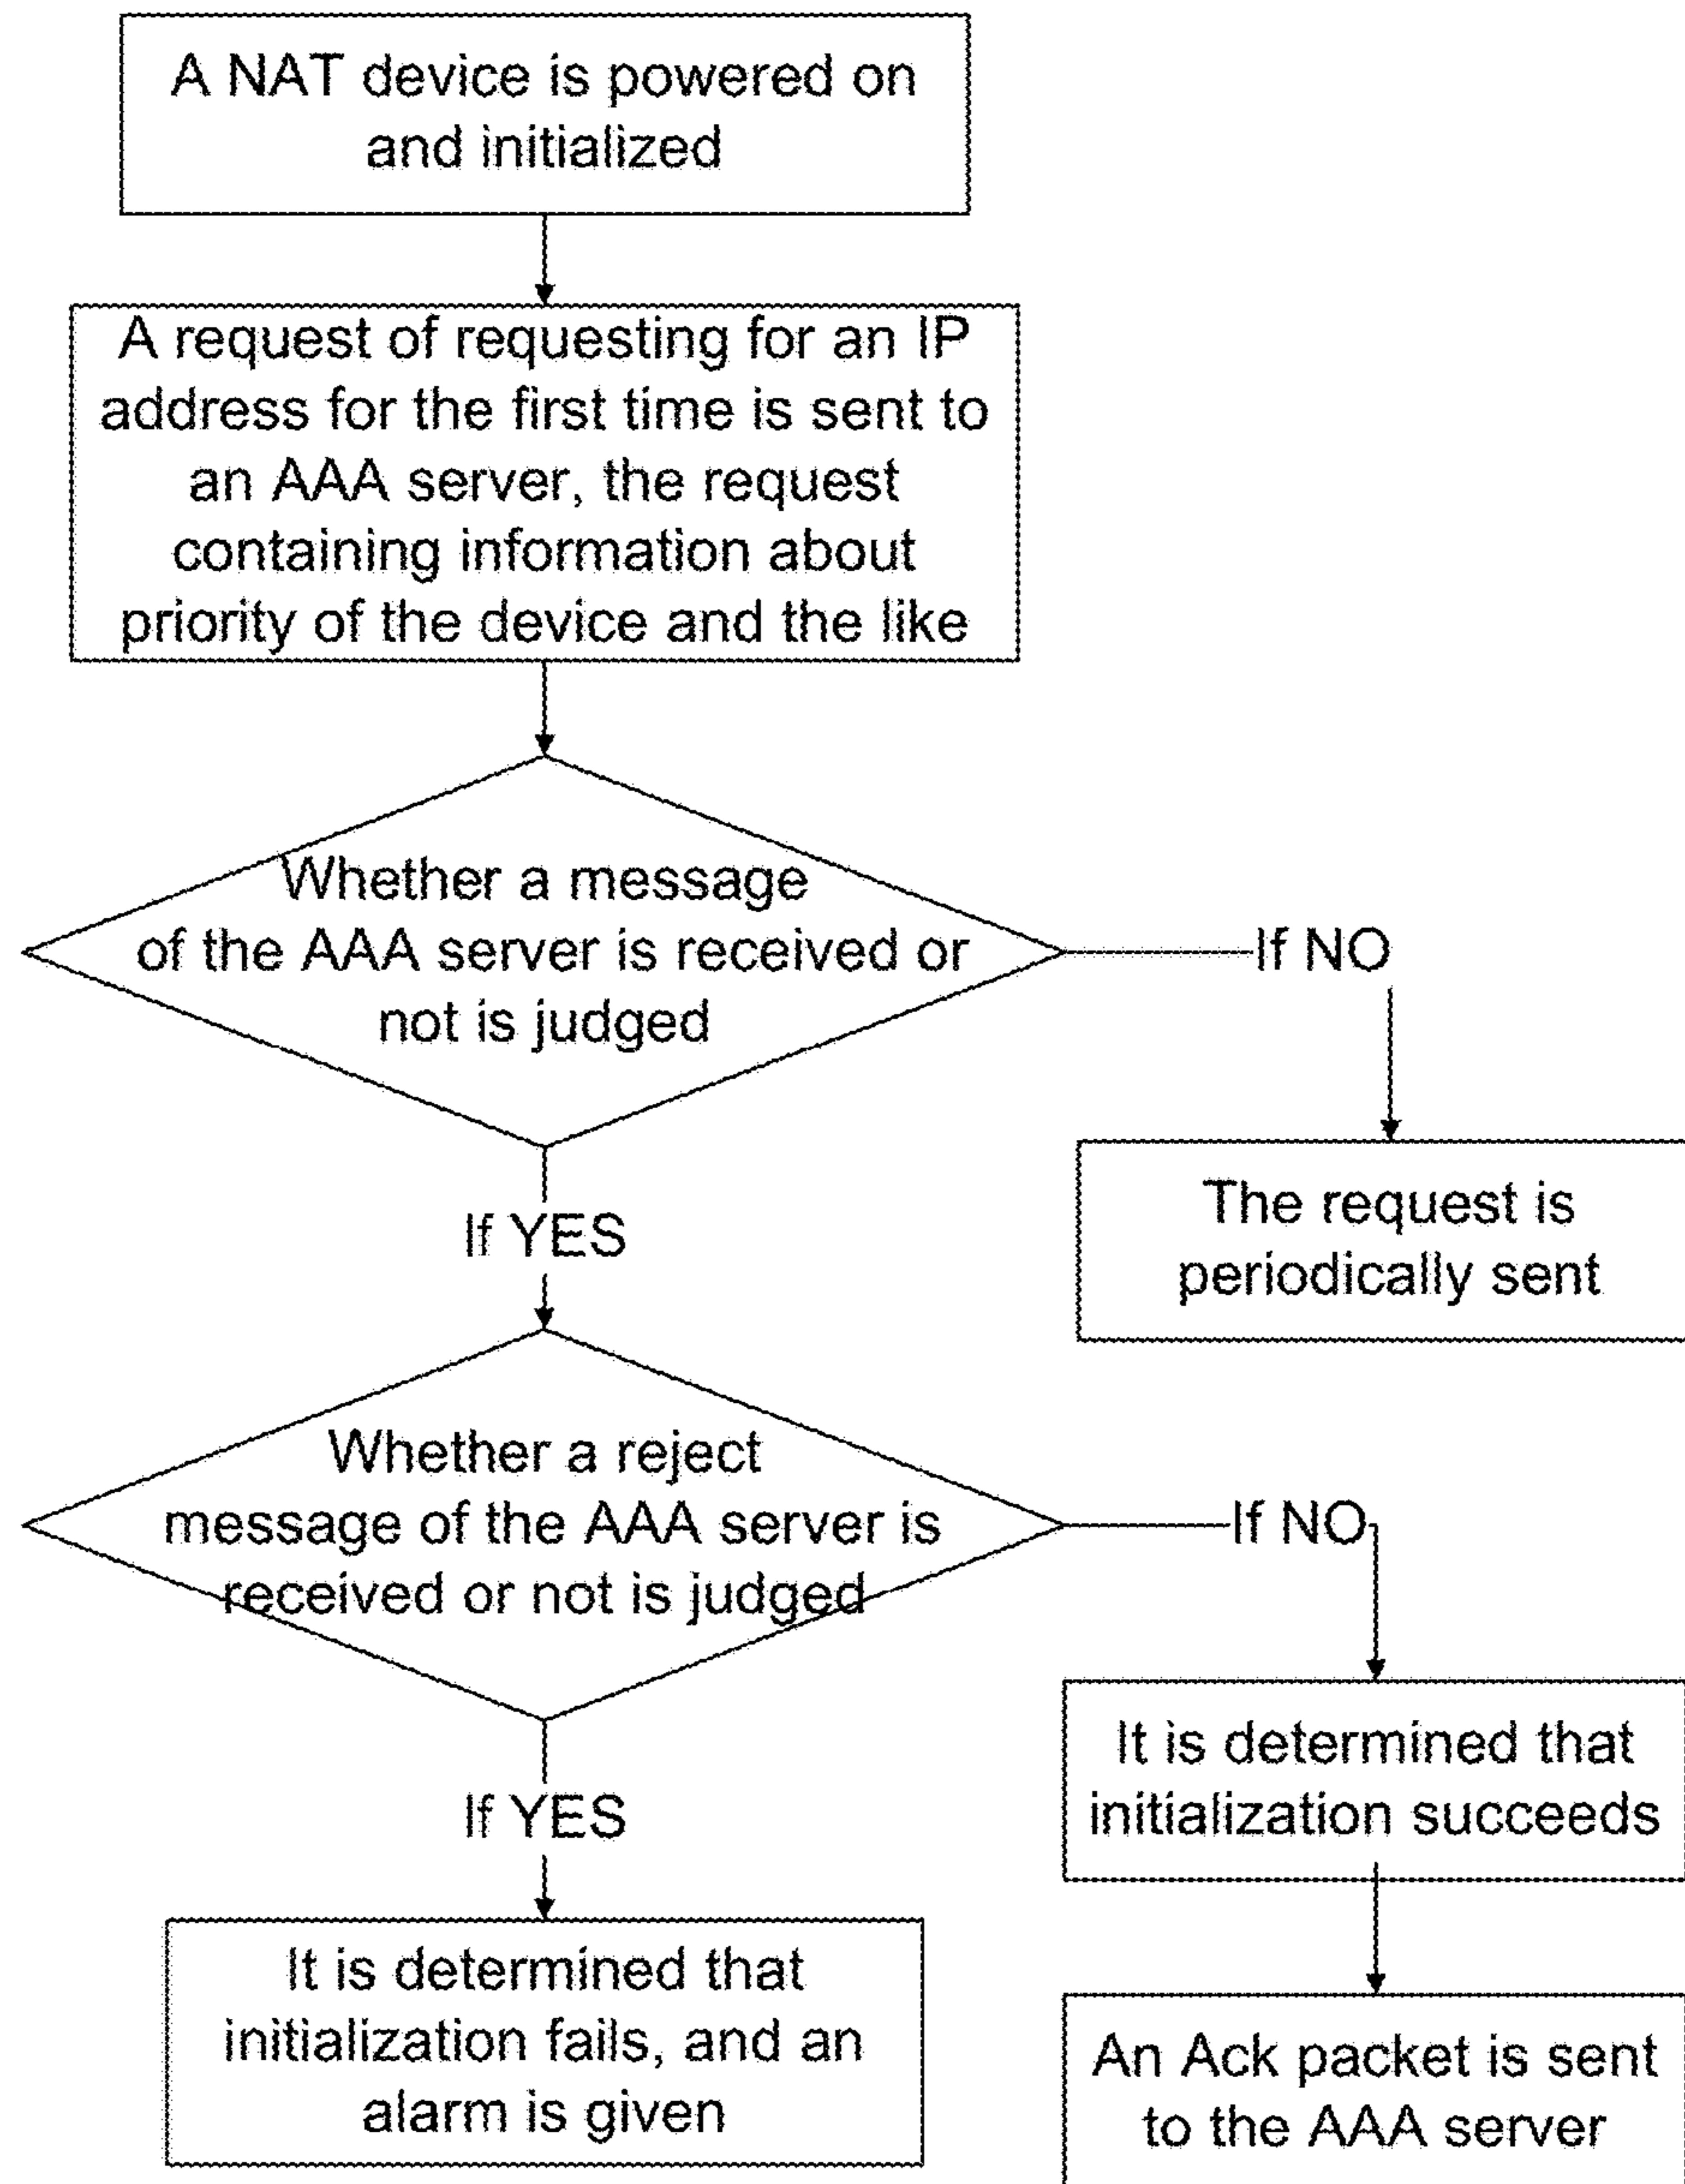 A NAT device is powered on
and initialized
A request of requesting for an IP
address for the first time is sent to
an AAA server, the request
containing information about
priority of the device and the like
Whether a message
of the AAA server is received or
not is judged
If NO
The request is
periodically sent
If YES
Whether a reject
message of the AAA server is
received or not is judged
If NO
It is determined that
initialization succeeds
If YES
It is determined that
initialization fails, and an
alarm is given
An Ack packet is sent
to the AAA server